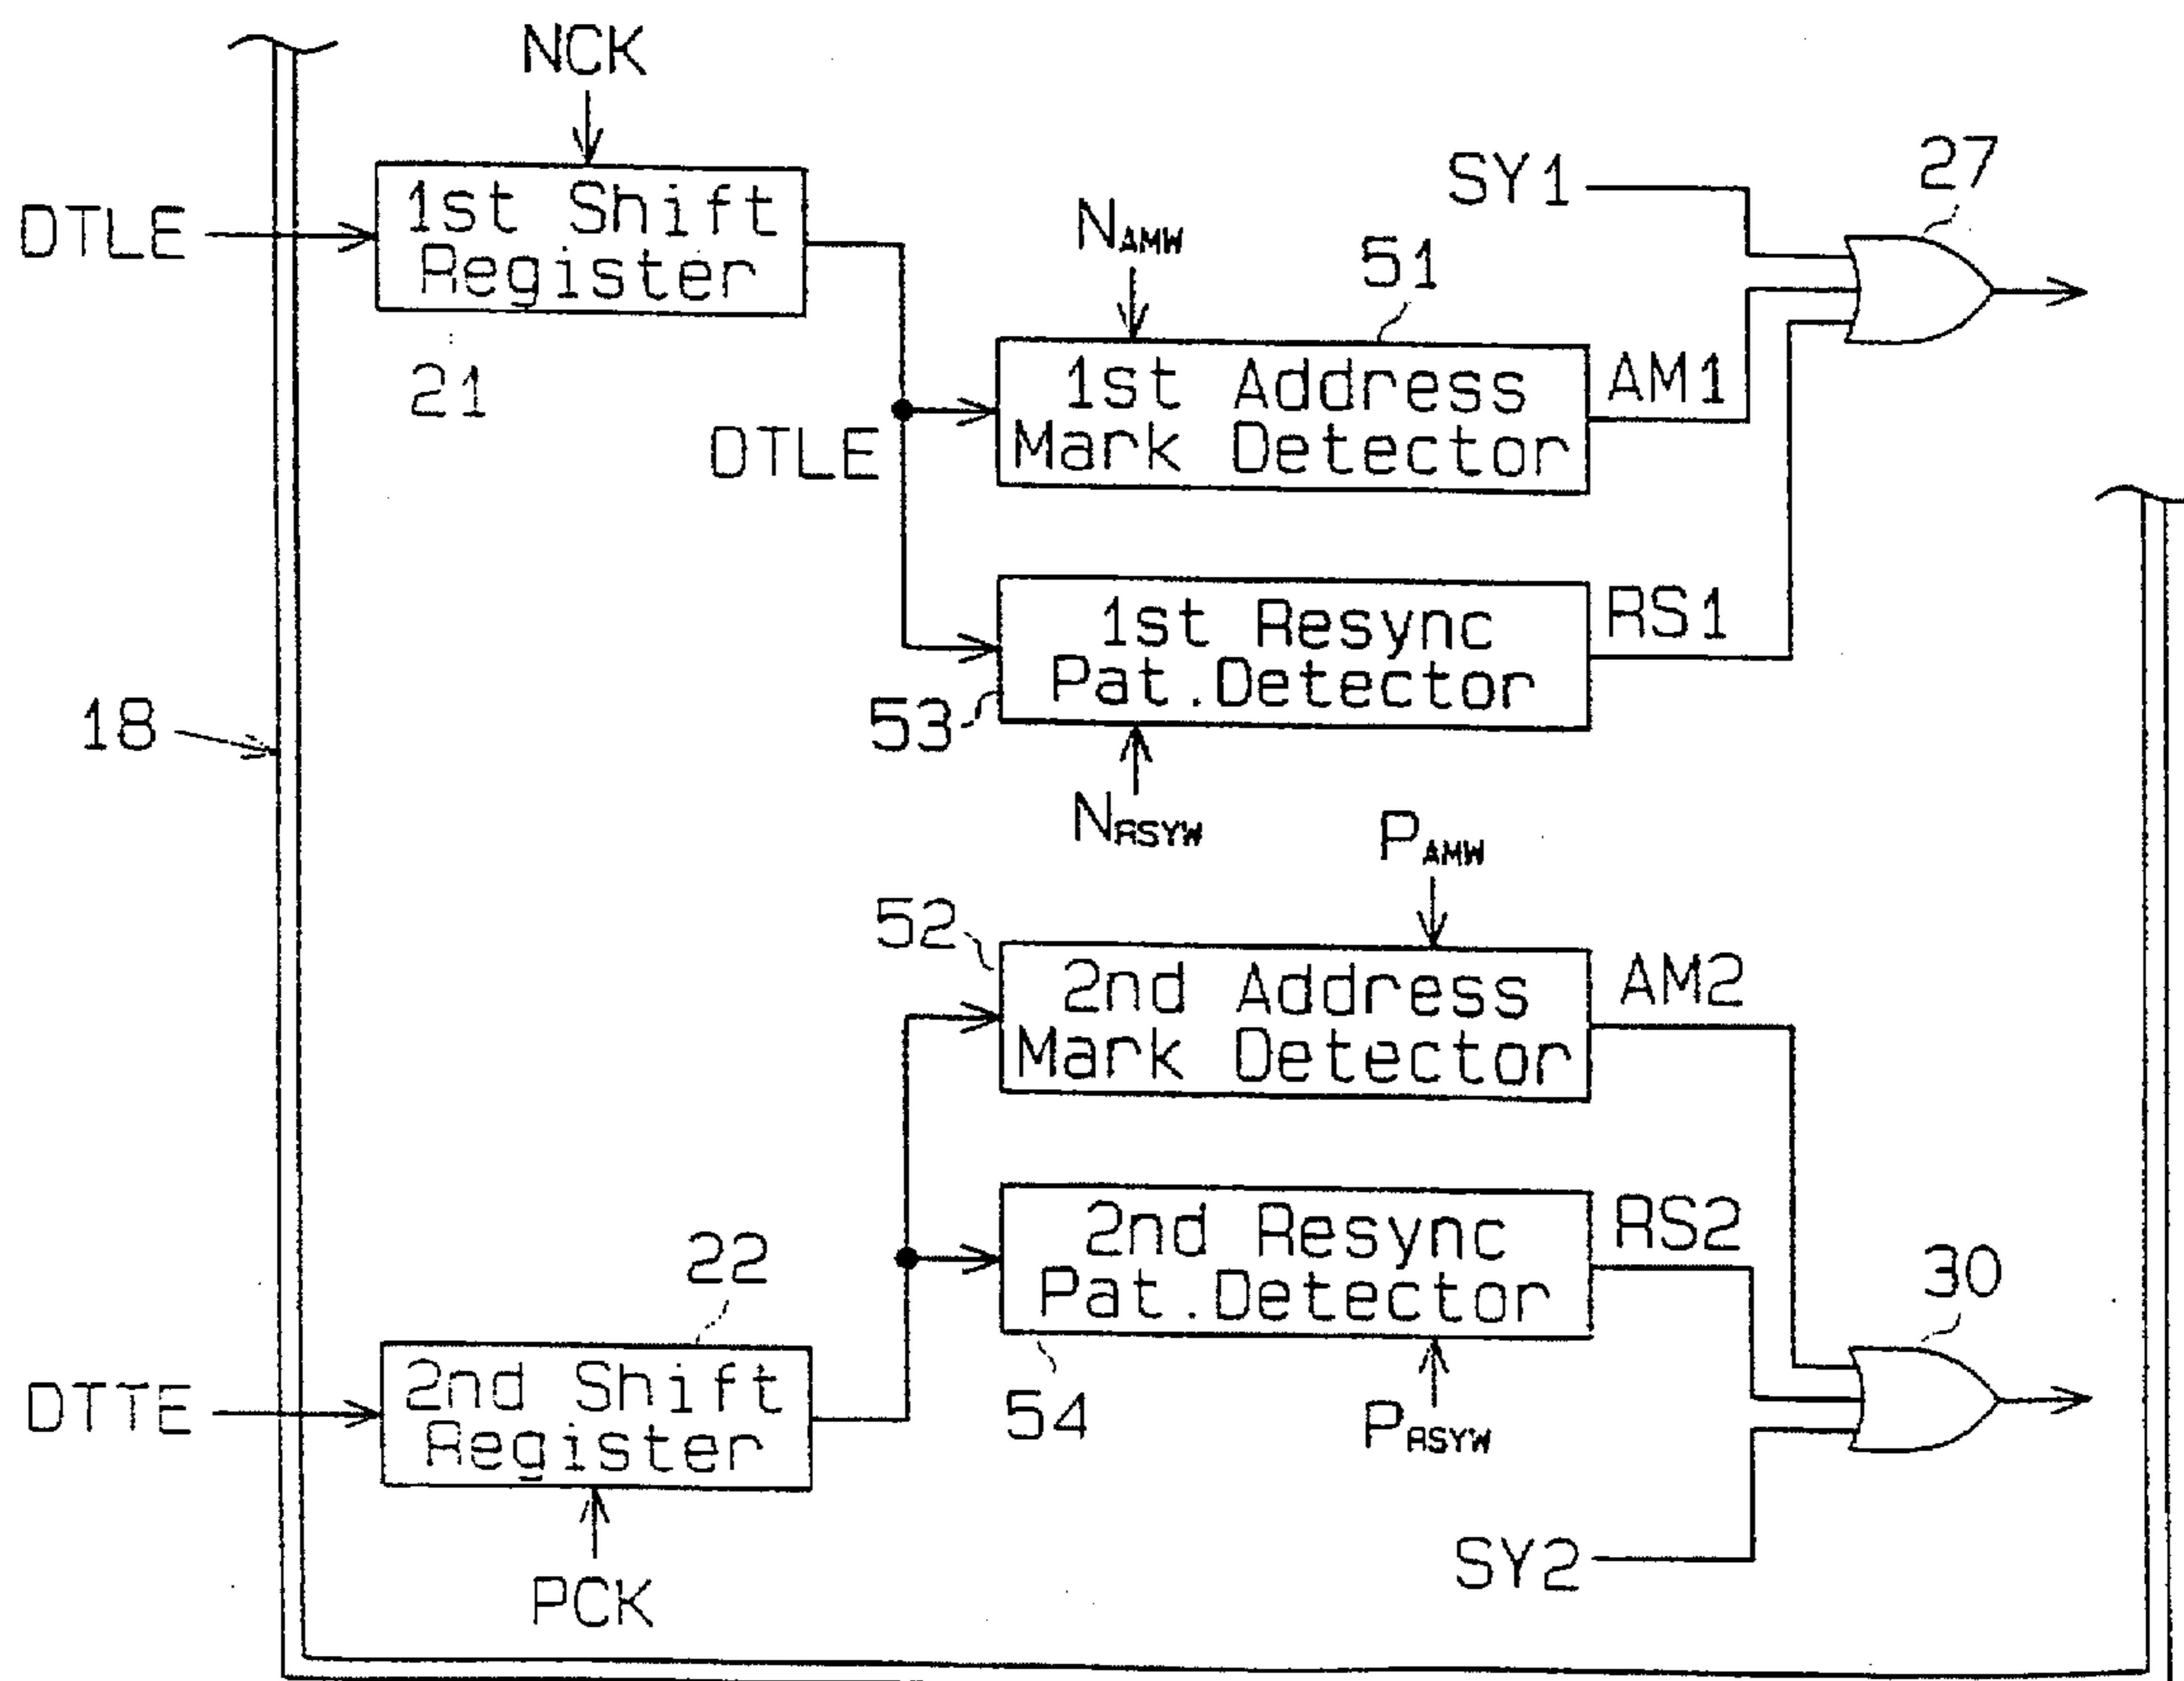 NCK
DTLE
1st Shift
Register
21
SY1
27
NAMW
51
1st Address
Mark Detector
AM1
DTLE
1st Resync
Pat.Detector
RS1
53
18
NRSYW
PAMW
52
2nd Address
Mark Detector
AM2
2nd Resync
Pat.Detector
RS2
22
30
2nd Shift
Register
DTTE
54
PRSYW
PCK
SY2